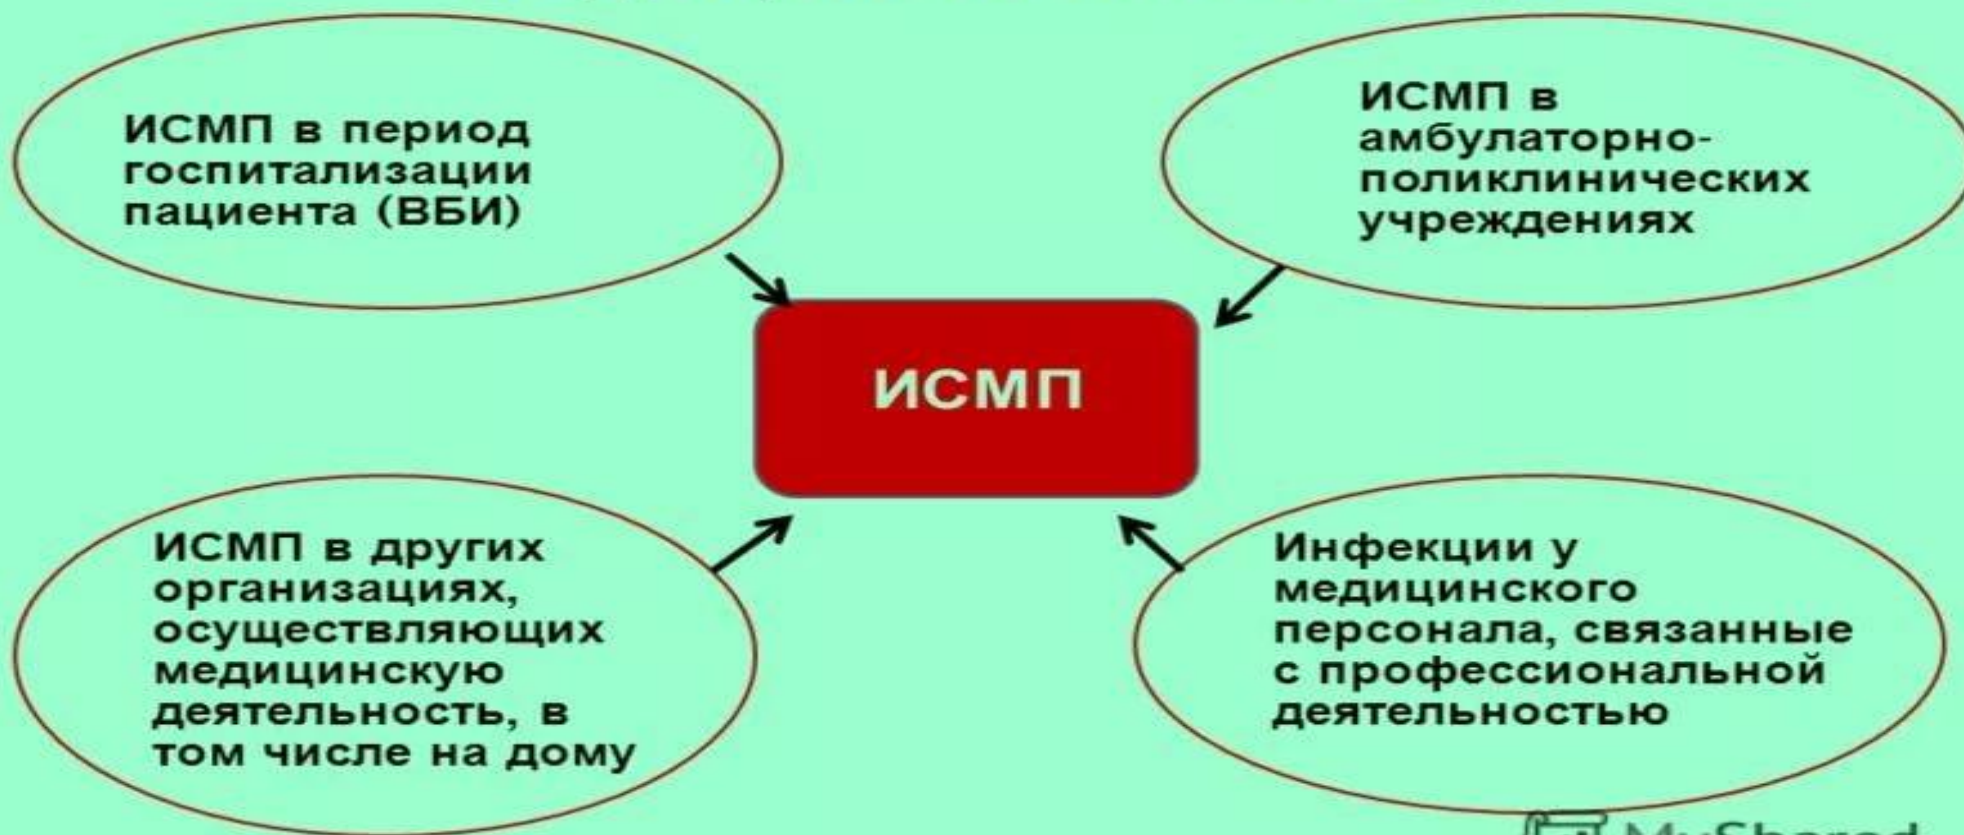 ИСМП в период
госпитализации
пациента (ВБИ)
ИСМП в
амбулаторно-
поликлинических
учреждениях
ИСМП
ИСМП в других
организациях,
осуществляющих
медицинскую
деятельность, в
том числе на дому
Инфекции у
медицинского
персонала, связанные
с профессиональной
деятельностью
MyShared